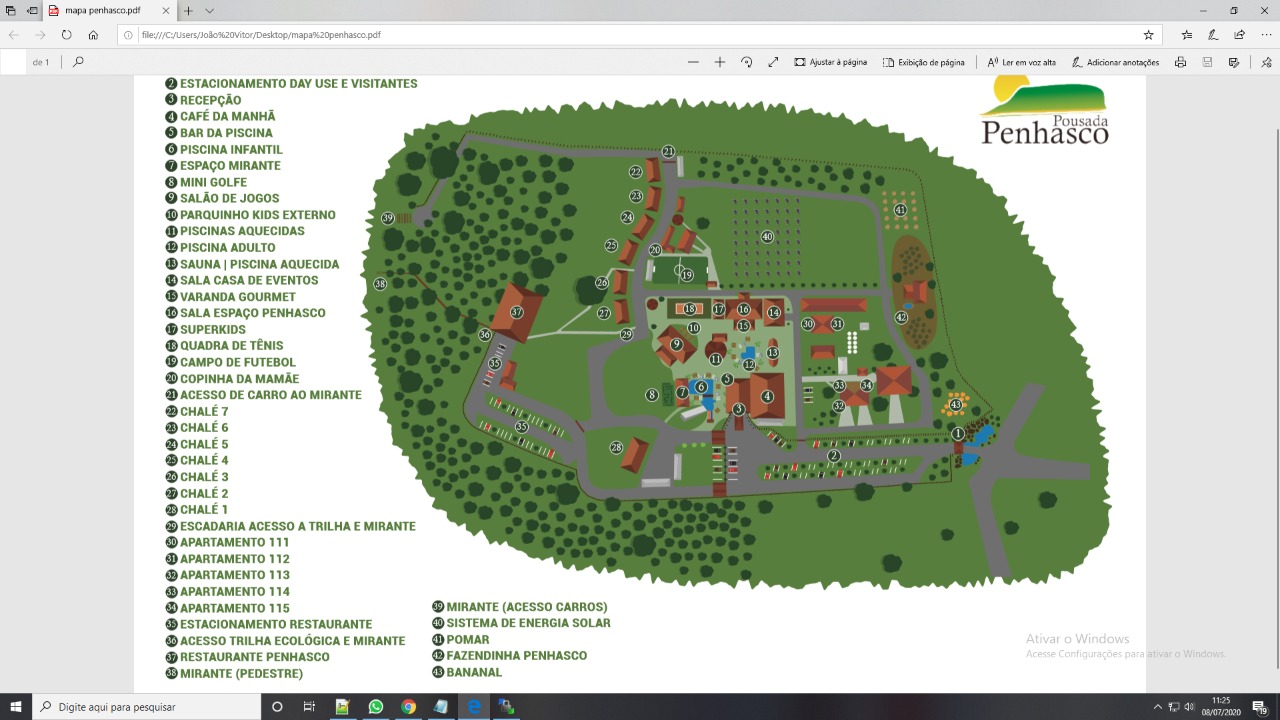 mapa penhasco.pdf
file:///C:/Users/João%20Vitor/Desktop/mapa%20penhasco.pdf
de 1
Ajustar à página
Exibição de página
Ler em voz alta
Adicionar anotações
2 ESTACIONAMENTO DAY USE E VISITANTES
3 RECEPÇÃO
4 CAFÉ DA MANHÃ
5 BAR DA PISCINA
6 PISCINA INFANTIL
7 ESPAÇO MIRANTE
8 MINI GOLFE
9 SALÃO DE JOGOS
10 PARQUINHO KIDS EXTERNO
11 PISCINAS AQUECIDAS
12 PISCINA ADULTO
13 SAUNA | PISCINA AQUECIDA
14 SALA CASA DE EVENTOS
15 VARANDA GOURMET
16 SALA ESPAÇO PENHASCO
17 SUPERKIDS
18 QUADRA DE TÊNIS
19 CAMPO DE FUTEBOL
20 COPINHA DA MAMÃE
21 ACESSO DE CARRO AO MIRANTE
22 CHALÉ 7
23 CHALÉ 6
24 CHALÉ 5
25 CHALÉ 4
26 CHALÉ 3
27 CHALÉ 2
28 CHALÉ 1
29 ESCADARIA ACESSO A TRILHA E MIRANTE
30 APARTAMENTO 111
31 APARTAMENTO 112
32 APARTAMENTO 113
33 APARTAMENTO 114
34 APARTAMENTO 115
35 ESTACIONAMENTO RESTAURANTE
36 ACESSO TRILHA ECOLÓGICA E MIRANTE
37 RESTAURANTE PENHASCO
38 MIRANTE (PEDESTRE)
39 MIRANTE (ACESSO CARROS)
40 SISTEMA DE ENERGIA SOLAR
41 POMAR
42 FAZENDINHA PENHASCO
43 BANANAL
Pousada
Penhasco
21
22
23
39
41
24
40
25
20
19
38
26
27
37
18
17
16
14
42
15
30
31
29
36
10
9
11
13
12
35
5
33
34
6
7
8
4
32
3
43
35
1
28
2
Ativar o Windows
Acesse Configurações para ativar o Windows.
Digite aqui para pesquisar
11:25
08/07/2020